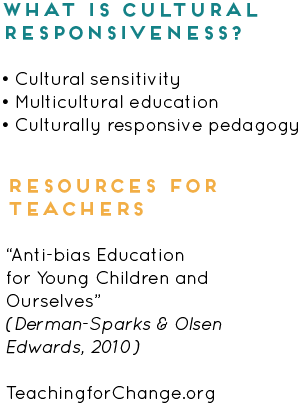 WHAT IS CULTURAL
RESPONSIVENESS?
• Cultural sensitivity
• Multicultural education
• Culturally responsive pedagogy
RESOURCES FOR
TEACHERS
“Anti-bias Education
for Young Children and
Ourselves”
(Derman-Sparks & Olsen
Edwards, 2010)
TeachingforChange.org